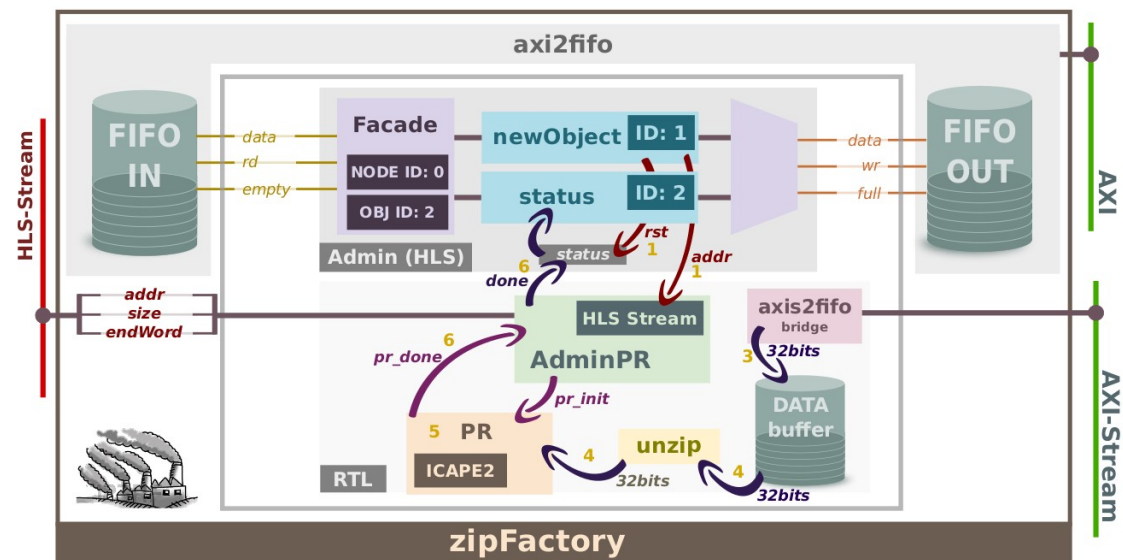 axi2fifo
FIFO
IN
data
rd
empty
Facade
NODE ID: 0
OBJ ID: 2
newObject
ID: 1
status
ID: 2
data
wr
full
FIFO
OUT
AXI
HLS-Stream
Admin (HLS)
status
rst
1
addr
1
6
done
addr
size
endWord
HLS Stream
AdminPR
axis2fifo
bridge
3
32bits
6
pr_done
pr_init
DATA
buffer
5
PR
ICAPE2
4
32bits
unzip
4
32bits
RTL
AXI-Stream
zipFactory